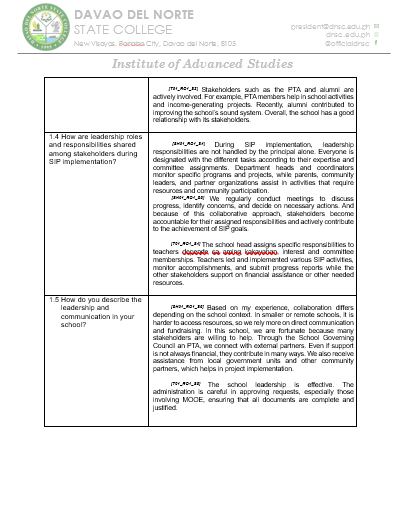 DAVAO DEL NORTE
STATE COLLEGE
New Visayas, Panabo City, Davao del Norte, 8105
president@dnsc.edu.ph
dnsc.edu.ph
@officialdnsc
Institute of Advanced Studies
Stakeholders such as the PTA and alumni are
actively involved. For example, PTA members help in school activities
and income-generating projects. Recently, alumni contributed to
improving the school's sound system. Overall, the school has a good
relationship with its stakeholders.
1.4 How are leadership roles
and responsibilities shared
among stakeholders during
SIP implementation?
During SIP implementation, leadership
responsibilities are not handled by the principal alone. Everyone is
designated with the different tasks according to their expertise and
committee assignments. Department heads and coordinators
monitor specific programs and projects, while parents, community
leaders, and partner organizations assist in activities that require
resources and community participation.
We regularly conduct meetings to discuss
progress, identify concerns, and decide on necessary actions. And
because of this collaborative approach, stakeholders become
accountable for their assigned responsibilities and actively contribute
to the achievement of SIP goals.
The school head assigns specific responsibilities to
teachers interest and committee
memberships. Teachers led and implemented various SIP activities,
monitor accomplishments, and submit progress reports while the
other stakeholders support on financial assistance or other needed
resources.
1.5 How do you describe the
leadership and
communication in your
school?
Based on my experience, collaboration differs
depending on the school context. In smaller or remote schools, it is
harder to access resources, so we rely more on direct communication
and fundraising. In this school, we are fortunate because many
stakeholders are willing to help. Through the School Governing
Council an PTA, we connect with external partners. Even if support
is not always financial, they contribute in many ways. We also receive
assistance from local government units and other community
partners, which helps in project implementation.
The school leadership is effective. The
administration is careful in approving requests, especially those
involving MOOE, ensuring that all documents are complete and
justified.